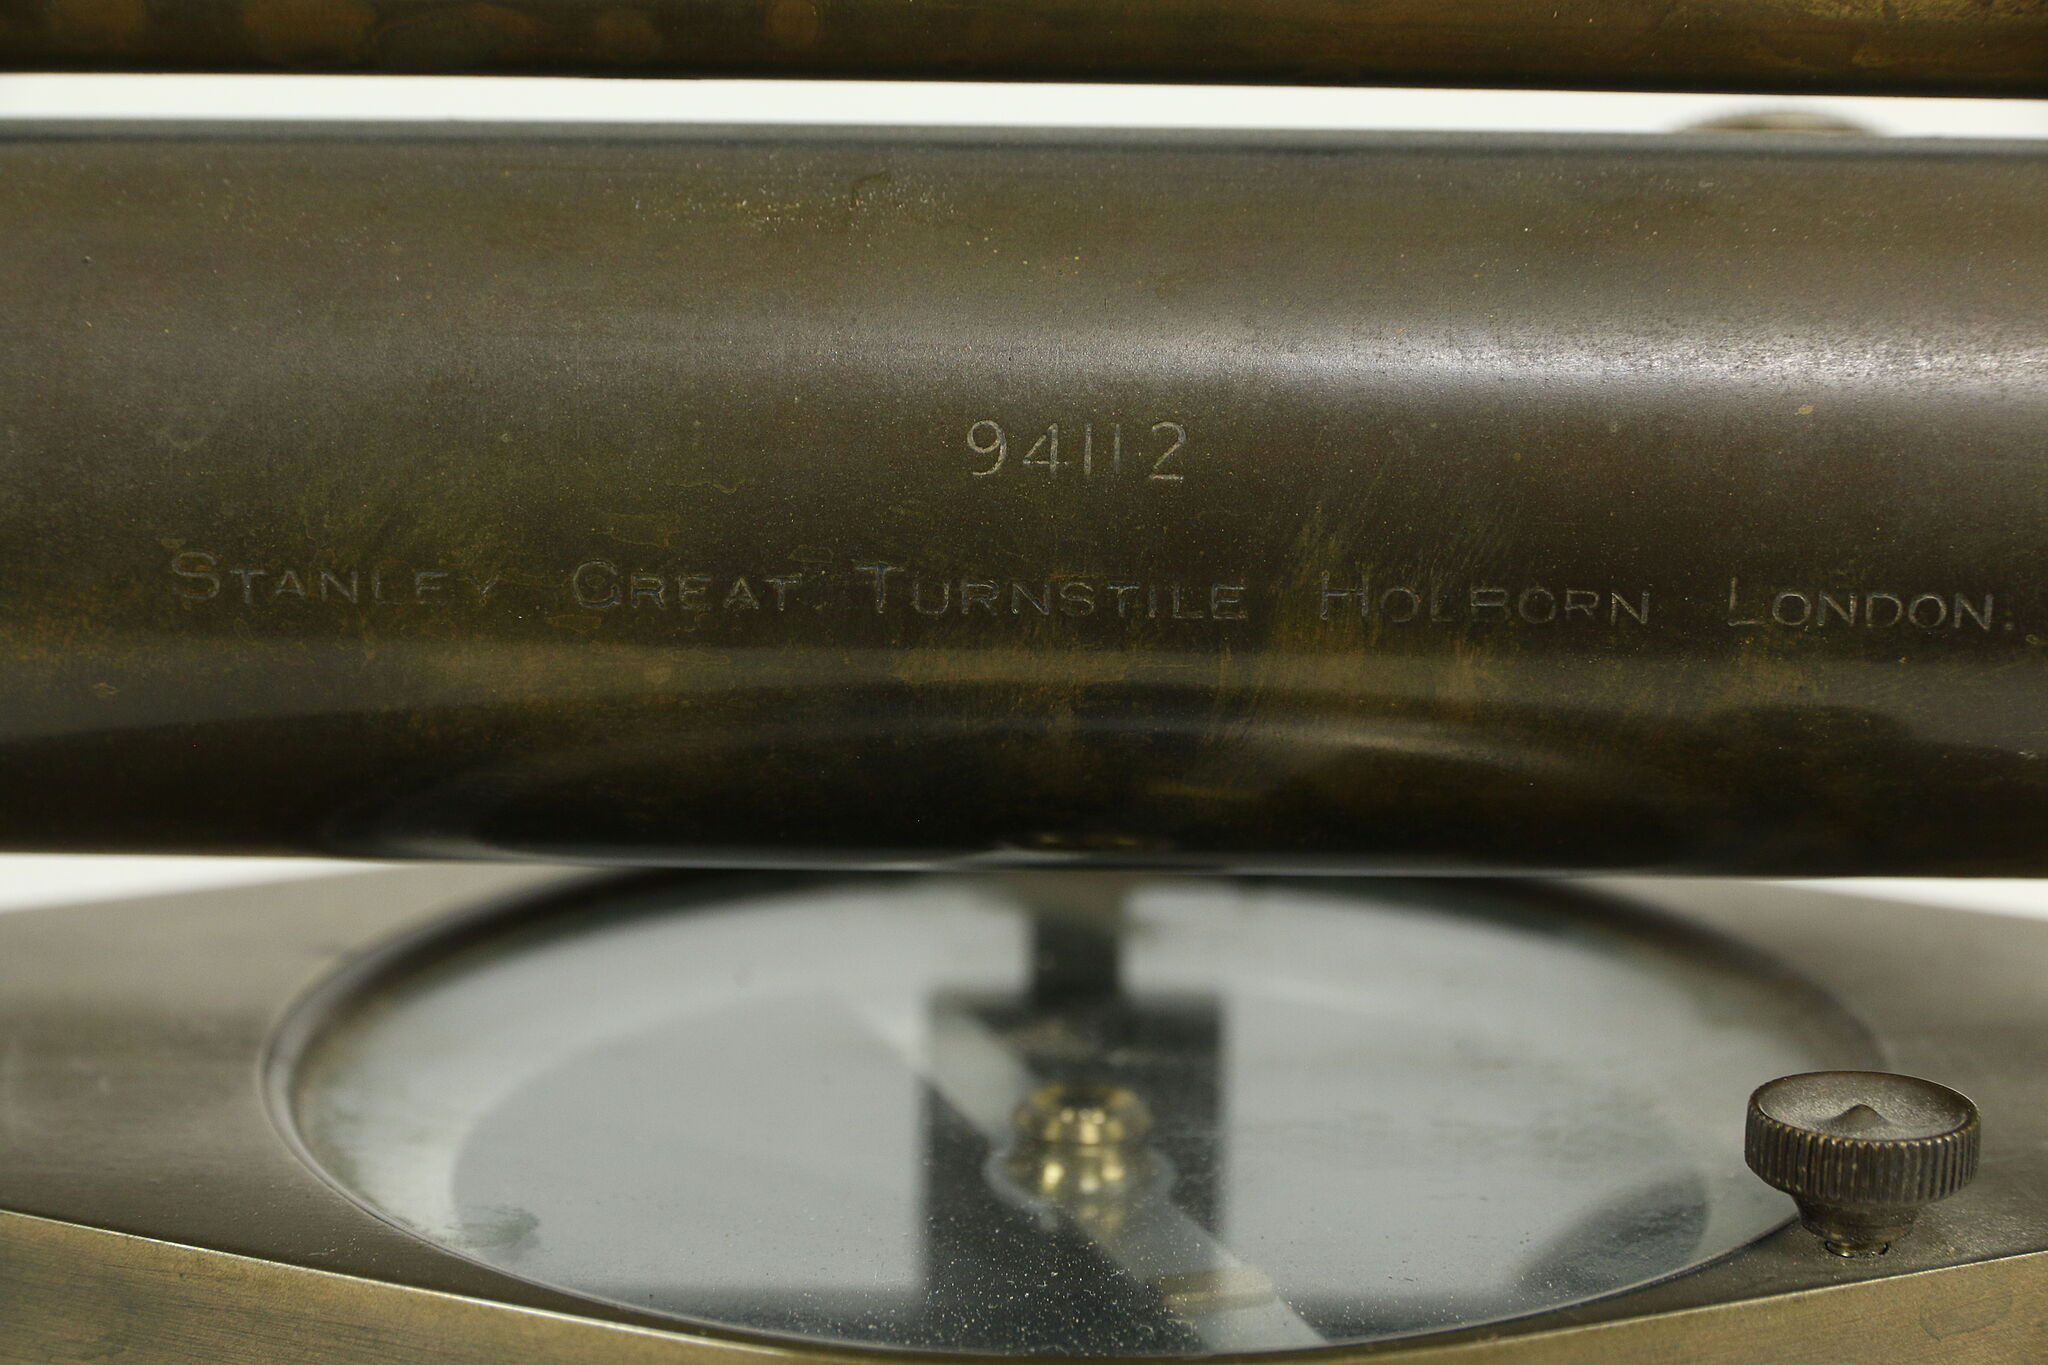 94112
STANLEY GREAT TURNSTILE HOLBORN LONDON.